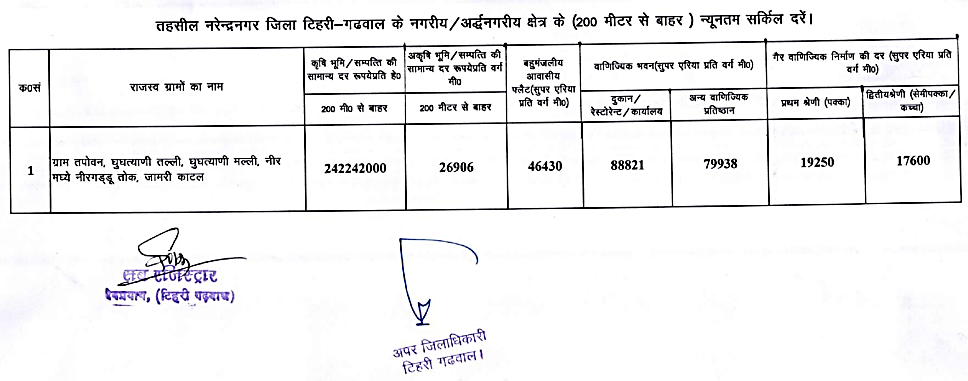 तहसील नरेन्द्रनगर जिला टिहरी–गढवाल के नगरीय/अर्द्धनगरीय क्षेत्र के (200 मीटर से बाहर ) न्यूनतम सर्किल दरें।
क0सं
राजस्व ग्रामों का नाम
कृषि भूमि/सम्पत्ति की
सामान्य दर रूपयेप्रति है0
अकृषि भूमि/सम्पत्ति की
सामान्य दर रूपयेप्रति वर्ग
मी0
बहुमंजलीय
आवासीय
फ्लैट(सुपर एरिया
प्रति वर्ग मी0)
वाणिज्यिक भवन(सुपर एरिया प्रति वर्ग मी0)
गैर वाणिज्यिक निर्माण की दर (सुपर एरिया प्रति
वर्ग मी0)
200 मी0 से बाहर
200 मीटर से बाहर
दुकान/
रेस्टोरेन्ट/कार्यालय
अन्य वाणिज्यिक
प्रतिष्ठान
प्रथम श्रेणी (पक्का)
द्वितीयश्रेणी (सेमीपक्का/
कच्चा)
1
ग्राम तपोवन, घुघत्याणी तल्ली, घुघत्याणी मल्ली, नीर
मध्ये नीरगड्डू तोक, जामरी काटल
242242000
26906
46430
88821
79938
19250
17600
सब रजिस्ट्रार
(टिहरी गढ़वाल)
अपर जिलाधिकारी
टिहरी गढवाल।